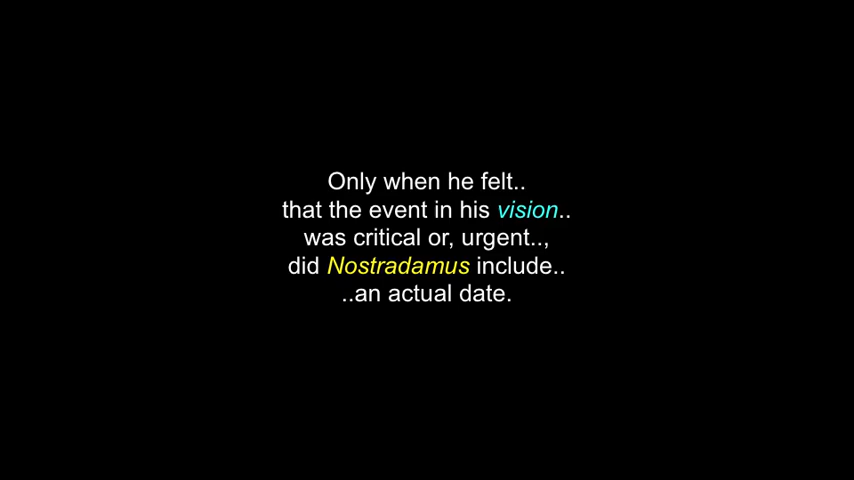 Only when he felt..
that the event in his vision..
was critical or, urgent..,
did Nostradamus include..
..an actual date.